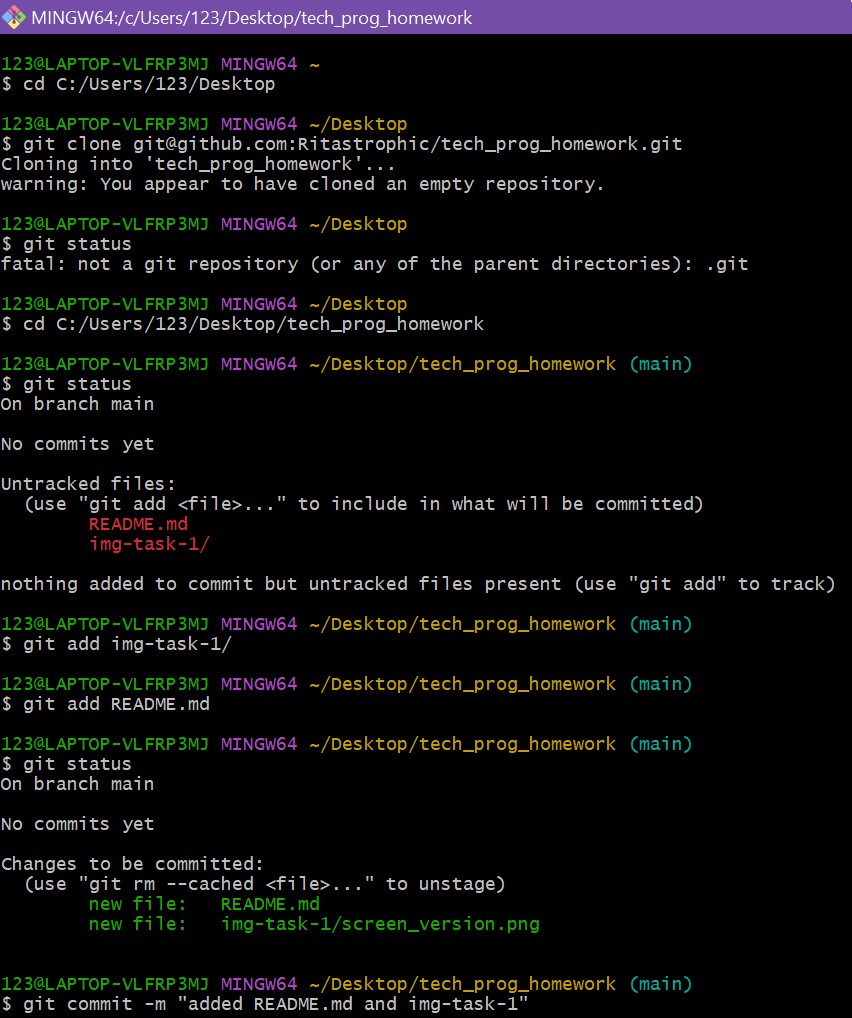 MINGW64:/c/Users/123/Desktop/tech_prog_homework
123@LAPTOP-VLFRP3MJ MINGW64 ~
$ cd C:/Users/123/Desktop
123@LAPTOP-VLFRP3MJ MINGW64 ~/Desktop
$ git clone git@github.com:Ritastrophic/tech_prog_homework.git
Cloning into 'tech_prog_homework'...
warning: You appear to have cloned an empty repository.
123@LAPTOP-VLFRP3MJ MINGW64 ~/Desktop
$ git status
fatal: not a git repository (or any of the parent directories): .git
123@LAPTOP-VLFRP3MJ MINGW64 ~/Desktop
$ cd C:/Users/123/Desktop/tech_prog_homework
123@LAPTOP-VLFRP3MJ MINGW64 ~/Desktop/tech_prog_homework (main)
$ git status
On branch main
No commits yet
Untracked files:
  (use "git add <file>..." to include in what will be committed)
        README.md
        img-task-1/
nothing added to commit but untracked files present (use "git add" to track)
123@LAPTOP-VLFRP3MJ MINGW64 ~/Desktop/tech_prog_homework (main)
$ git add img-task-1/
123@LAPTOP-VLFRP3MJ MINGW64 ~/Desktop/tech_prog_homework (main)
$ git add README.md
123@LAPTOP-VLFRP3MJ MINGW64 ~/Desktop/tech_prog_homework (main)
$ git status
On branch main
No commits yet
Changes to be committed:
  (use "git rm --cached <file>..." to unstage)
        new file:   README.md
        new file:   img-task-1/screen_version.png
123@LAPTOP-VLFRP3MJ MINGW64 ~/Desktop/tech_prog_homework (main)
$ git commit -m "added README.md and img-task-1"